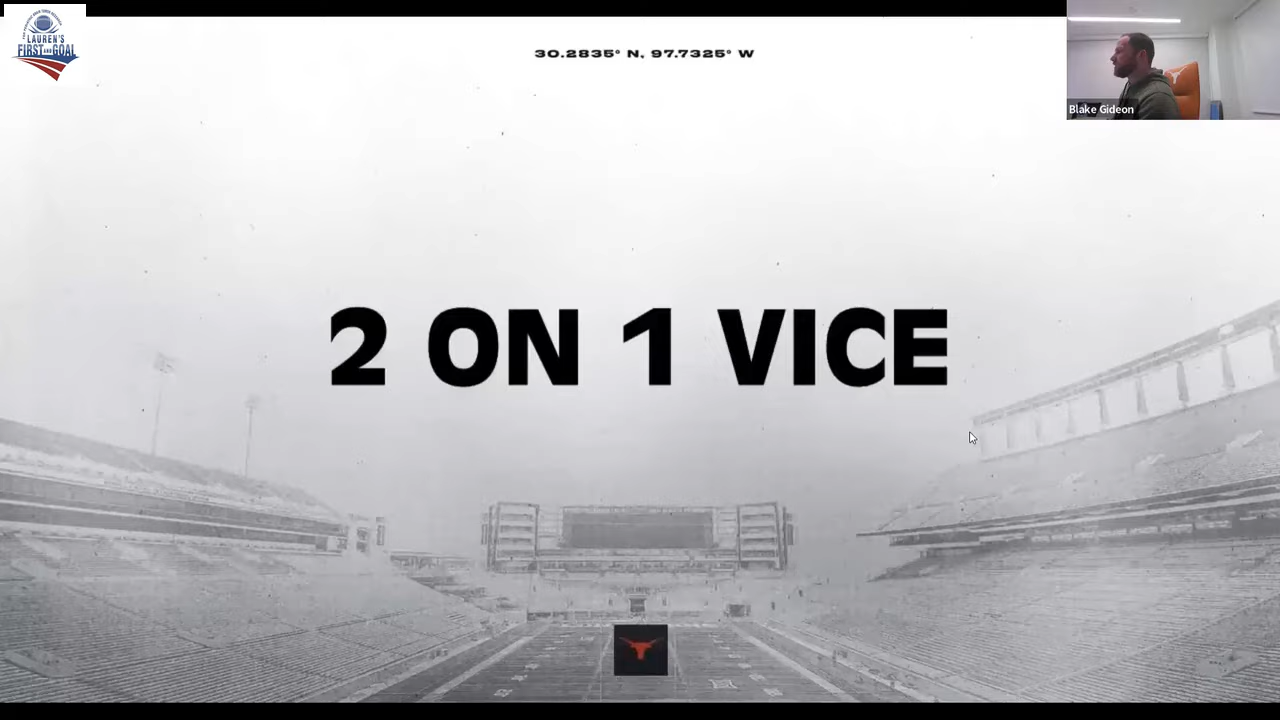 LAUREN'S
FIRST AND GOAL
30.2835° N, 97.7325° W
Blake Gideon
2 ON 1 VICE